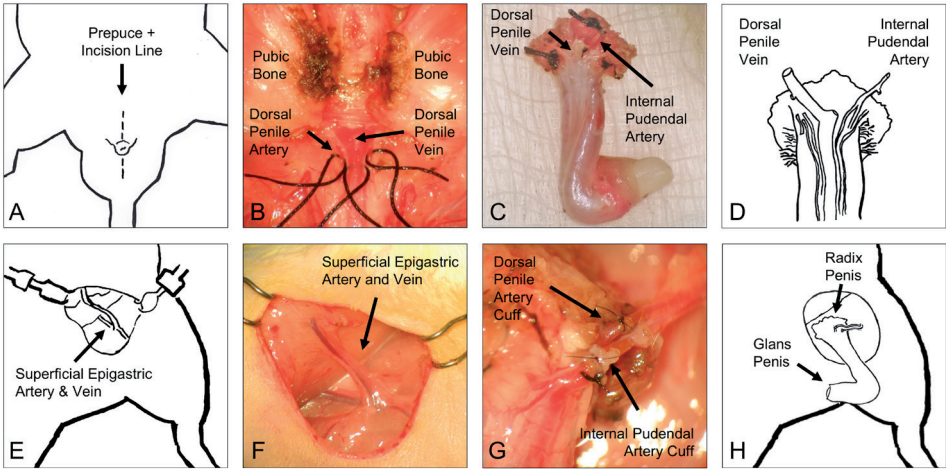 Prepuce +
Incision Line
A
Pubic
Bone
Pubic
Bone
Dorsal
Penile
Artery
Dorsal
Penile
Vein
B
Dorsal
Penile
Vein
Internal
Pudendal
Artery
C
Dorsal
Penile
Vein
Internal
Pudendal
Artery
D
Superficial Epigastric
Artery & Vein
E
Superficial Epigastric
Artery and Vein
F
Dorsal
Penile
Artery
Cuff
Internal Pudendal
Artery Cuff
G
Radix
Penis
Glans
Penis
H